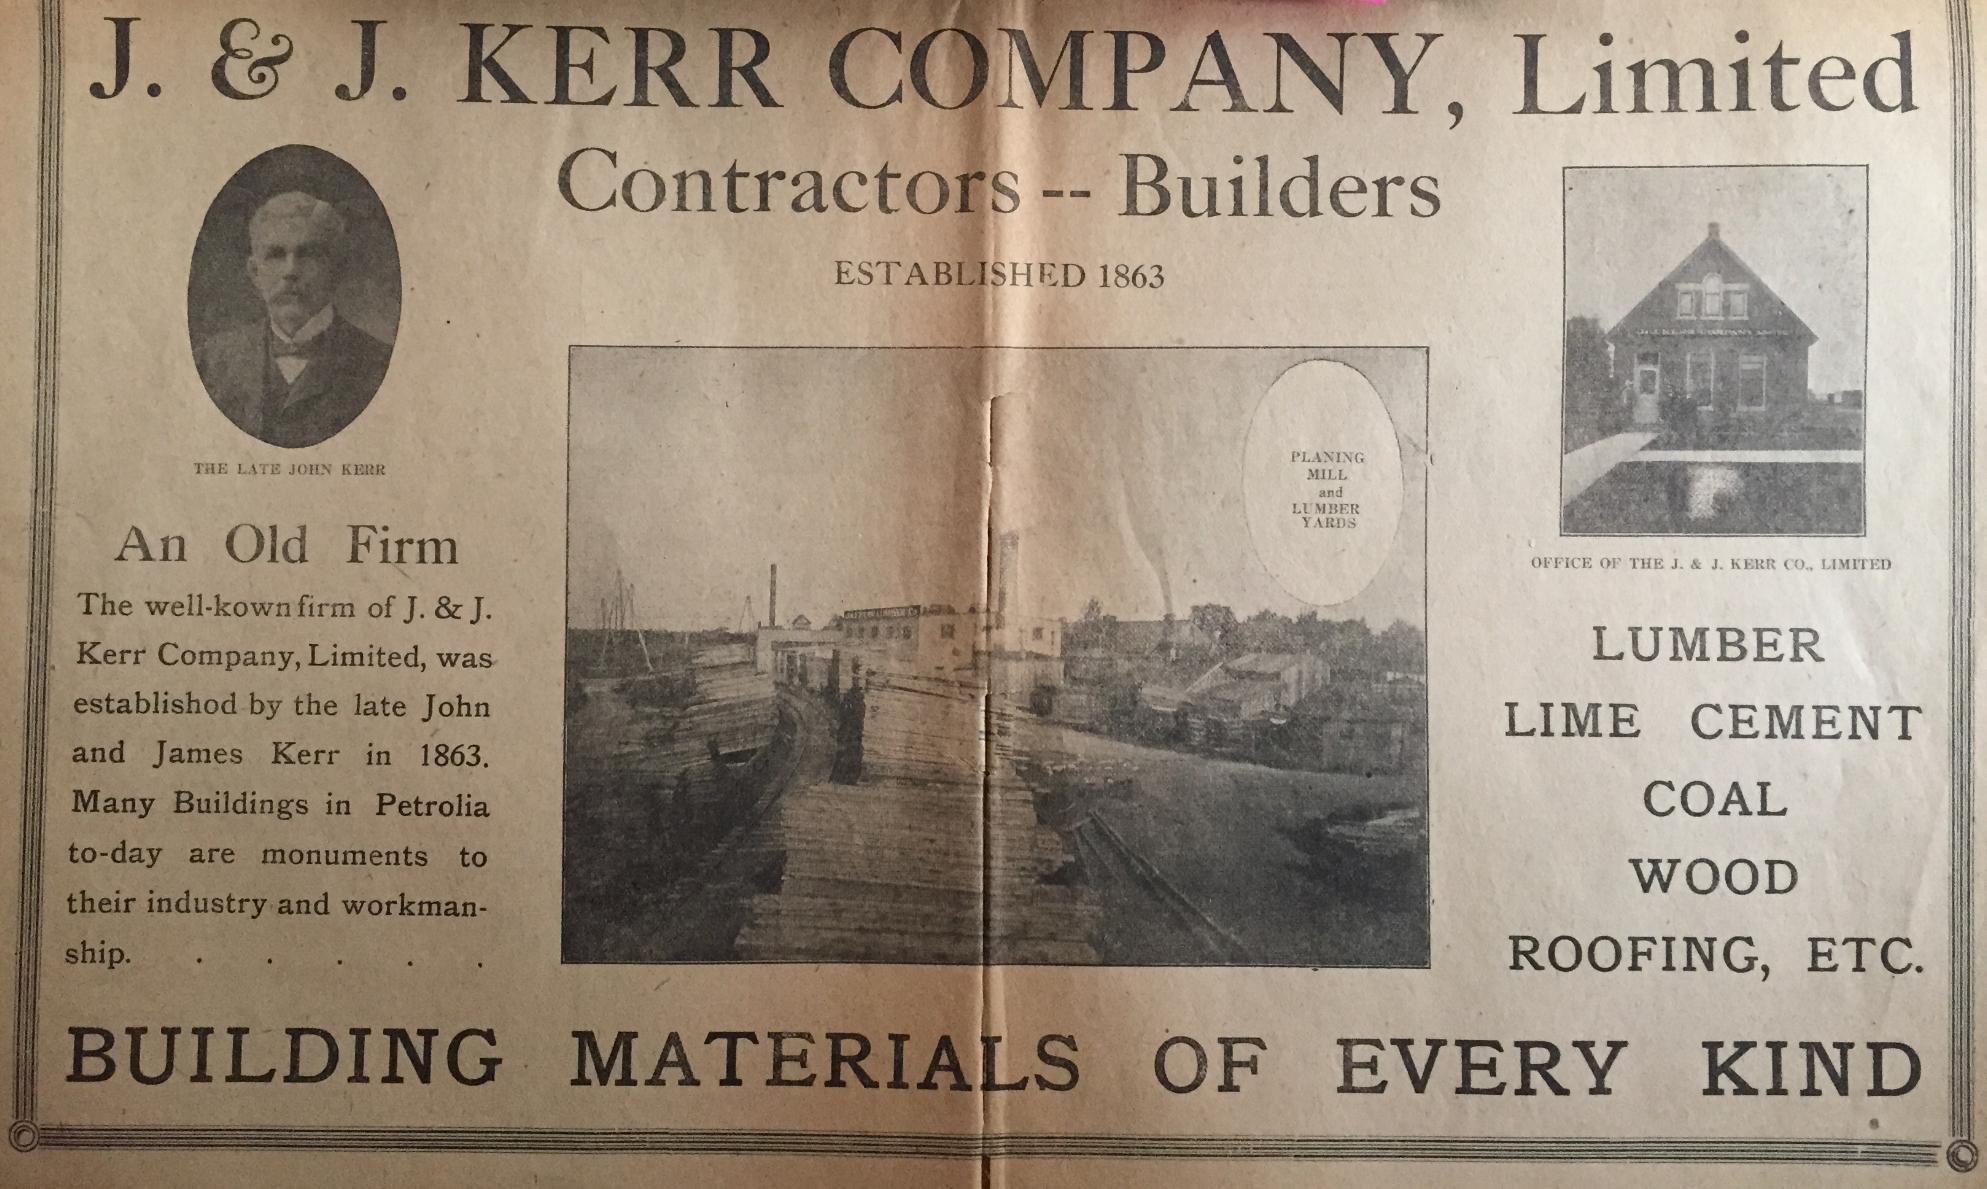 J. & J. KERR COMPANY, Limited
Contractors -- Builders
ESTABLISHED 1863
THE LATE JOHN KERR
An Old Firm
The well-kown firm of J. & J.
Kerr Company, Limited, was
establishod by the late John
and James Kerr in 1863.
Many Buildings in Petrolia
to-day are monuments to
their industry and workman-
ship. . . . . .
PLANING
MILL
and
LUMBER
YARDS
OFFICE OF THE J. & J. KERR CO., LIMITED
LUMBER
LIME CEMENT
COAL
WOOD
ROOFING, ETC.
BUILDING MATERIALS OF EVERY KIND